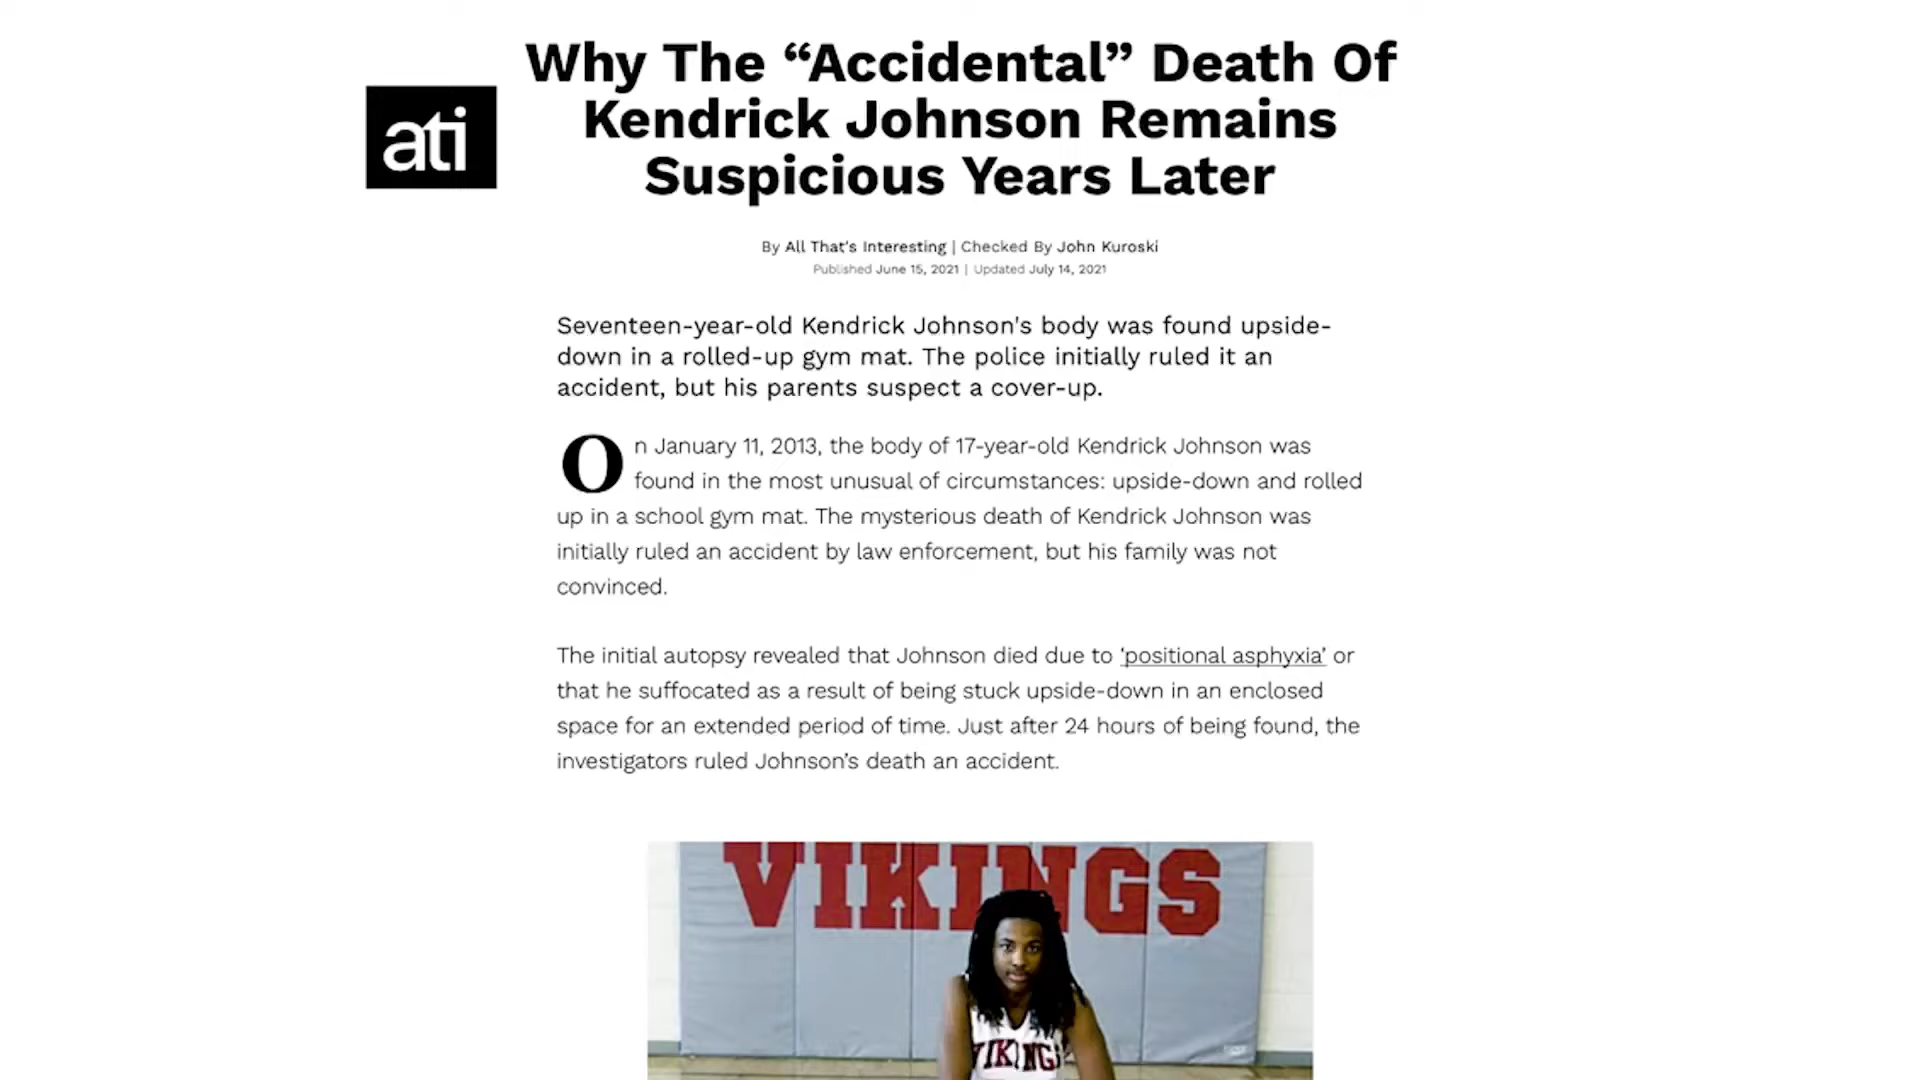 Why The “Accidental” Death Of
Kendrick Johnson Remains
Suspicious Years Later
ati
By All That's Interesting | Checked By John Kuroski
Published June 15, 2021 | Updated July 14, 2021
Seventeen-year-old Kendrick Johnson's body was found upside-
down in a rolled-up gym mat. The police initially ruled it an
accident, but his parents suspect a cover-up.
On January 11, 2013, the body of 17-year-old Kendrick Johnson was
found in the most unusual of circumstances: upside-down and rolled
up in a school gym mat. The mysterious death of Kendrick Johnson was
initially ruled an accident by law enforcement, but his family was not
convinced.
The initial autopsy revealed that Johnson died due to ‘positional asphyxia’ or
that he suffocated as a result of being stuck upside-down in an enclosed
space for an extended period of time. Just after 24 hours of being found, the
investigators ruled Johnson’s death an accident.
VIKINGS
VIKINGS